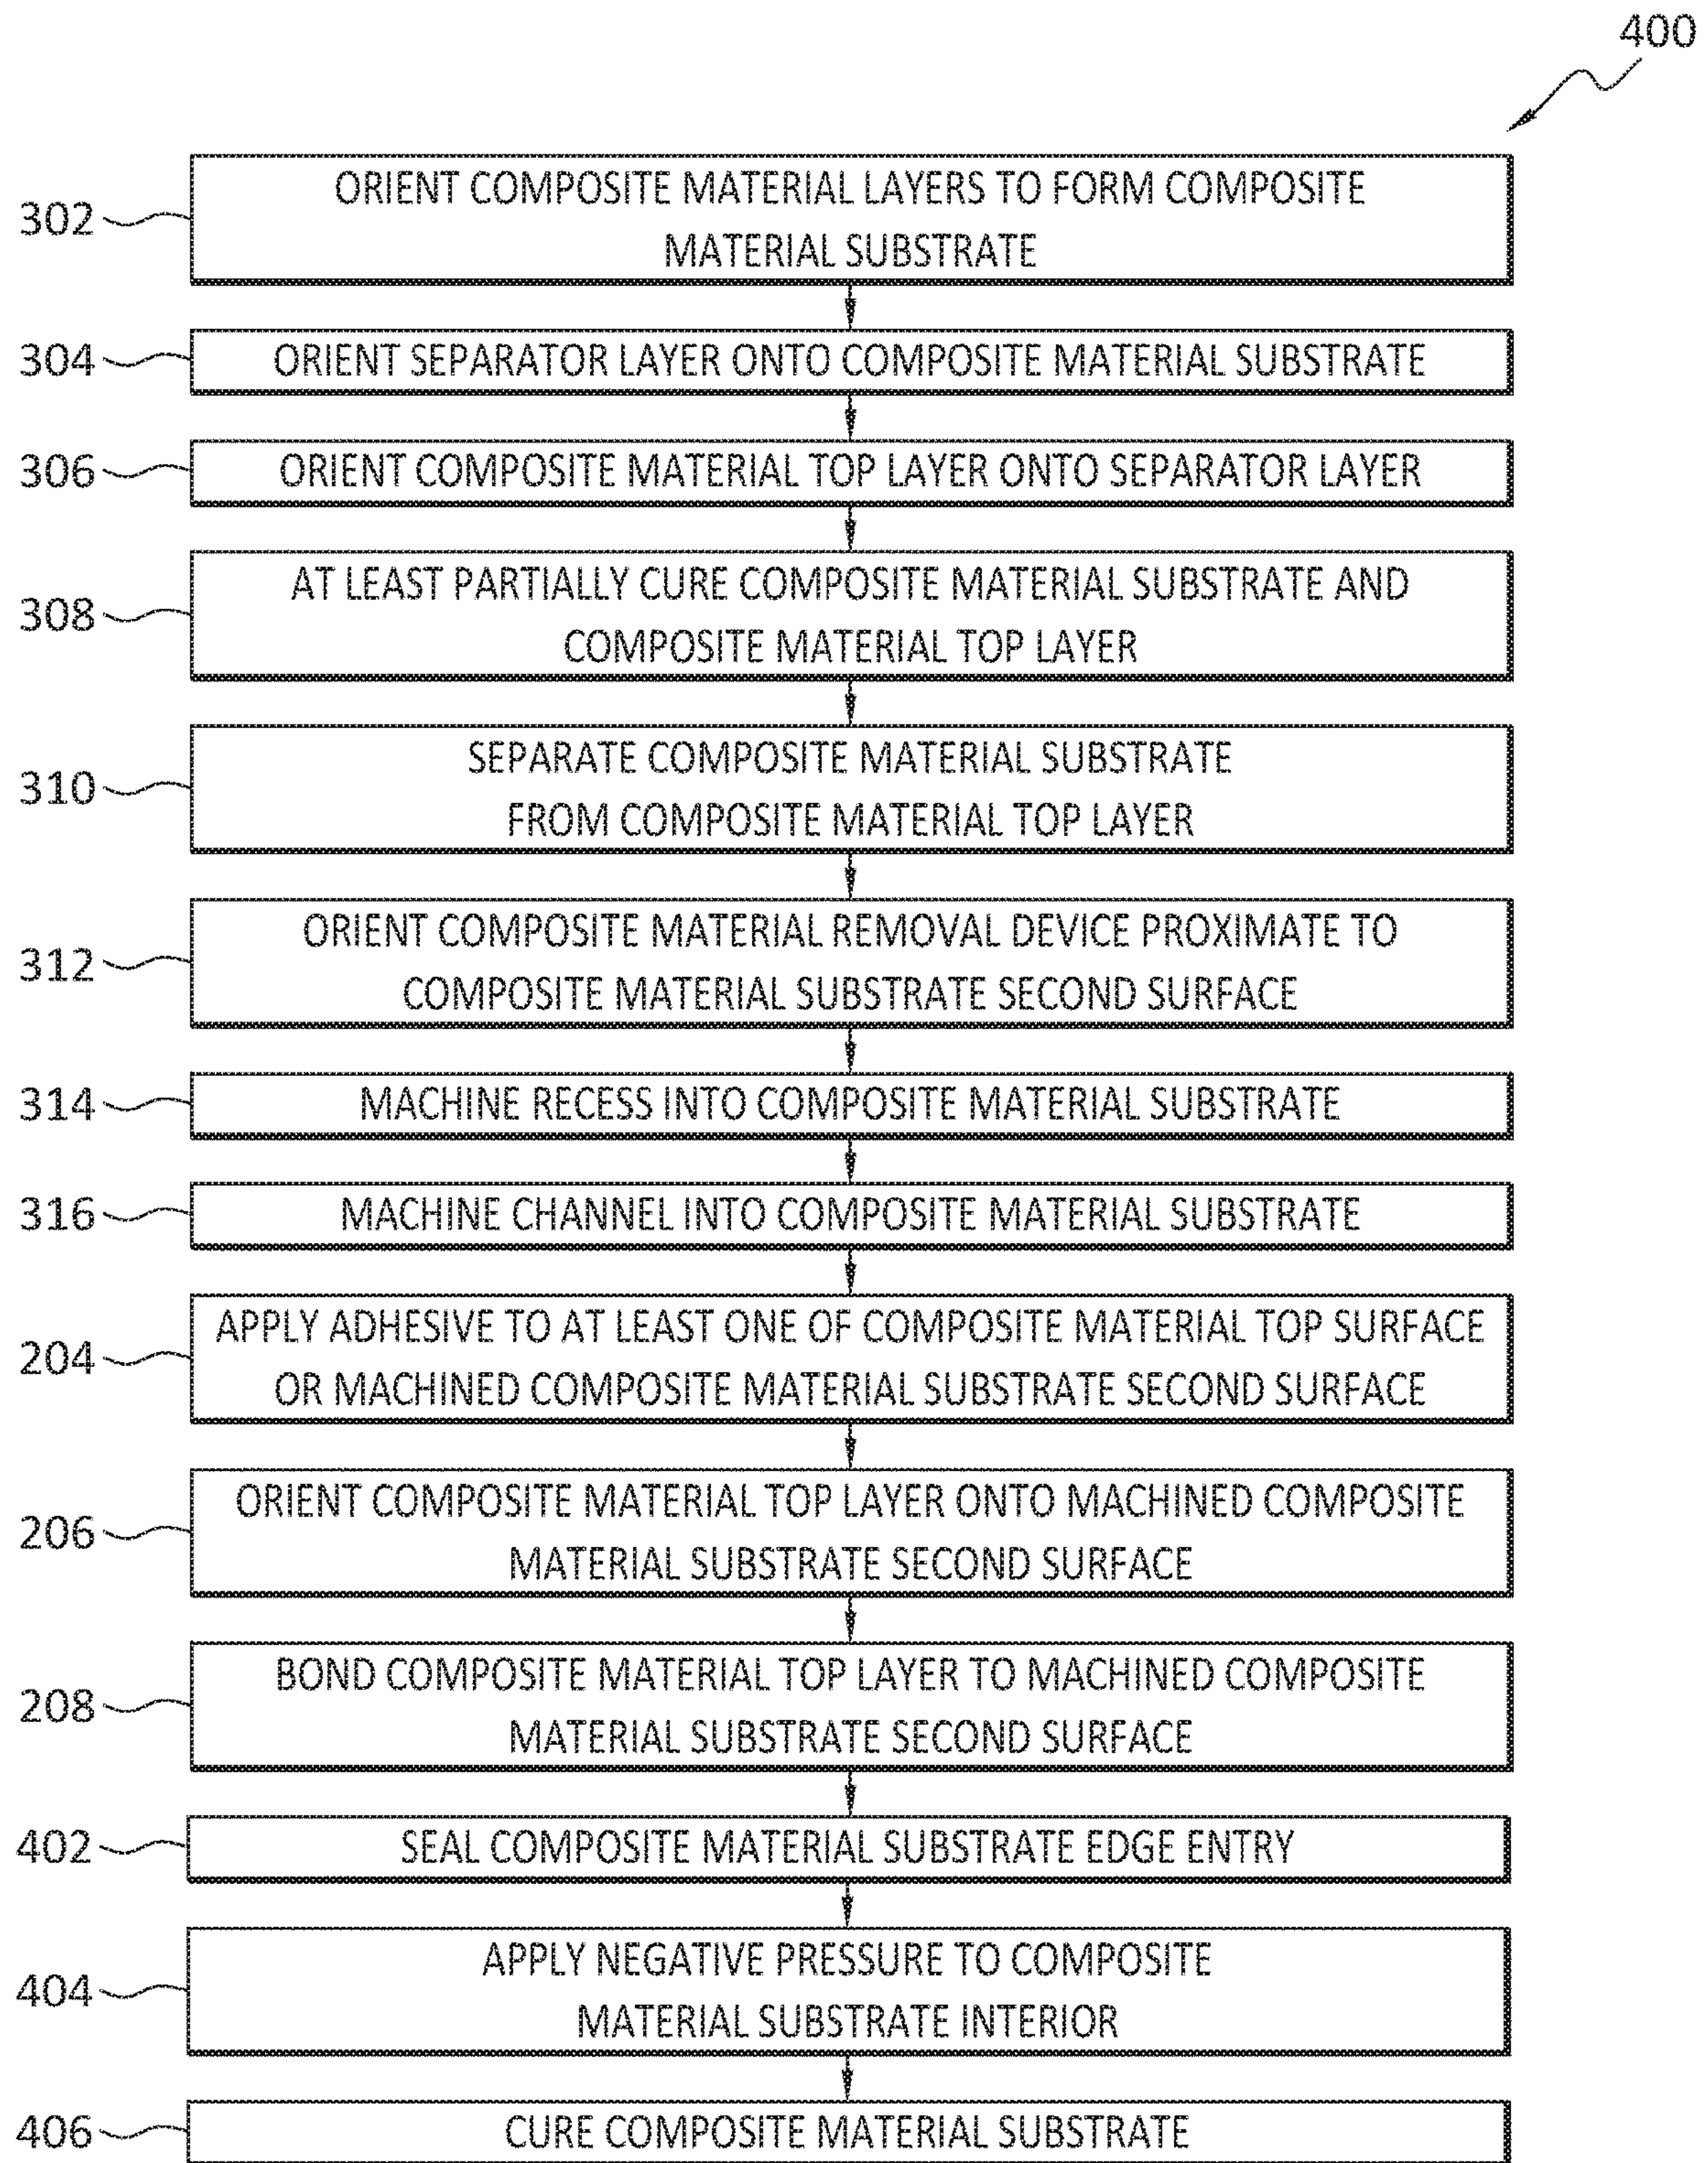 400
302
ORIENT COMPOSITE MATERIAL LAYERS TO FORM COMPOSITE
MATERIAL SUBSTRATE
304
ORIENT SEPARATOR LAYER ONTO COMPOSITE MATERIAL SUBSTRATE
306
ORIENT COMPOSITE MATERIAL TOP LAYER ONTO SEPARATOR LAYER
308
AT LEAST PARTIALLY CURE COMPOSITE MATERIAL SUBSTRATE AND
COMPOSITE MATERIAL TOP LAYER
310
SEPARATE COMPOSITE MATERIAL SUBSTRATE
FROM COMPOSITE MATERIAL TOP LAYER
312
ORIENT COMPOSITE MATERIAL REMOVAL DEVICE PROXIMATE TO
COMPOSITE MATERIAL SUBSTRATE SECOND SURFACE
314
MACHINE RECESS INTO COMPOSITE MATERIAL SUBSTRATE
316
MACHINE CHANNEL INTO COMPOSITE MATERIAL SUBSTRATE
204
APPLY ADHESIVE TO AT LEAST ONE OF COMPOSITE MATERIAL TOP SURFACE
OR MACHINED COMPOSITE MATERIAL SUBSTRATE SECOND SURFACE
206
ORIENT COMPOSITE MATERIAL TOP LAYER ONTO MACHINED COMPOSITE
MATERIAL SUBSTRATE SECOND SURFACE
208
BOND COMPOSITE MATERIAL TOP LAYER TO MACHINED COMPOSITE
MATERIAL SUBSTRATE SECOND SURFACE
402
SEAL COMPOSITE MATERIAL SUBSTRATE EDGE ENTRY
404
APPLY NEGATIVE PRESSURE TO COMPOSITE
MATERIAL SUBSTRATE INTERIOR
406
CURE COMPOSITE MATERIAL SUBSTRATE